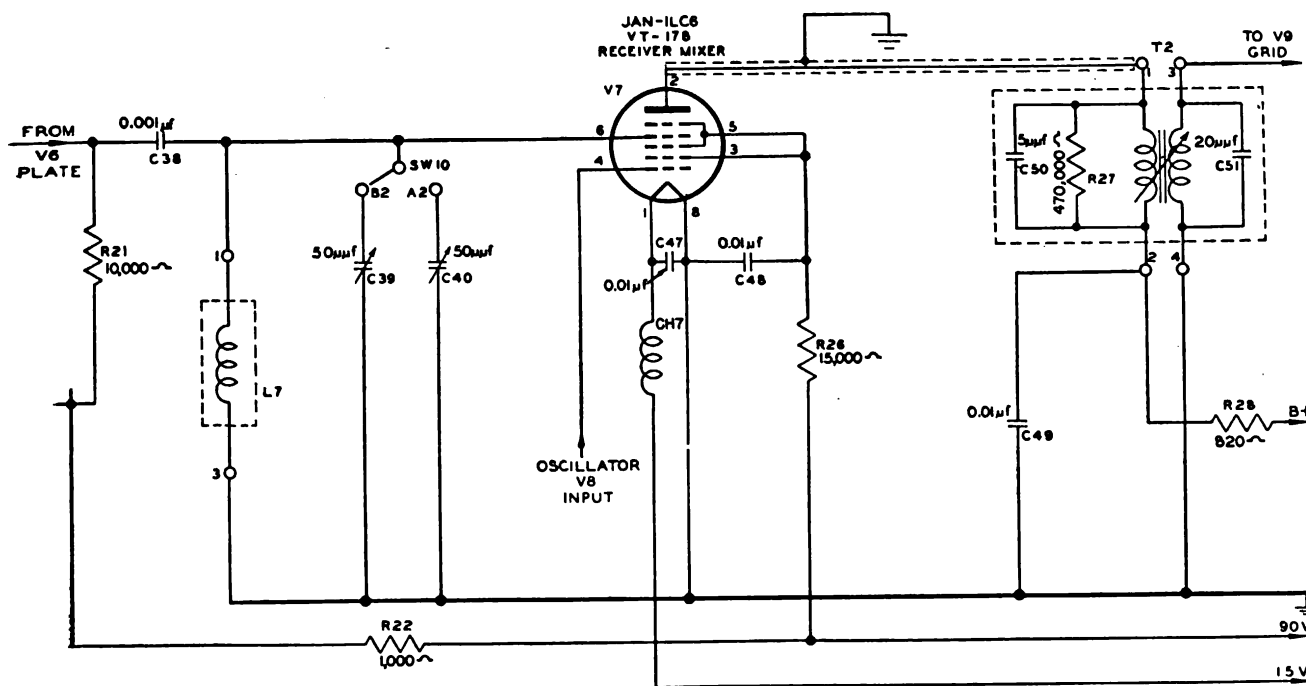 JAN-1LC6
VT-178
RECEIVER MIXER
TO V9
GRID
T2
1
3
2
V7
6
4
5
3
1
8
FROM
V6
PLATE
0.001µf
C38
SW10
B2
A2
R21
10,000~
50µµf
C39
50µµf
C40
1
L7
3
C47
0.01µf
0.01µf
C48
CH7
R26
15,000~
OSCILLATOR
V8
INPUT
5µµf
C50
470,000~
R27
20µµf
C51
2
4
0.01µf
C49
R28
820~
B+
R22
1,000~
90V
1.5V